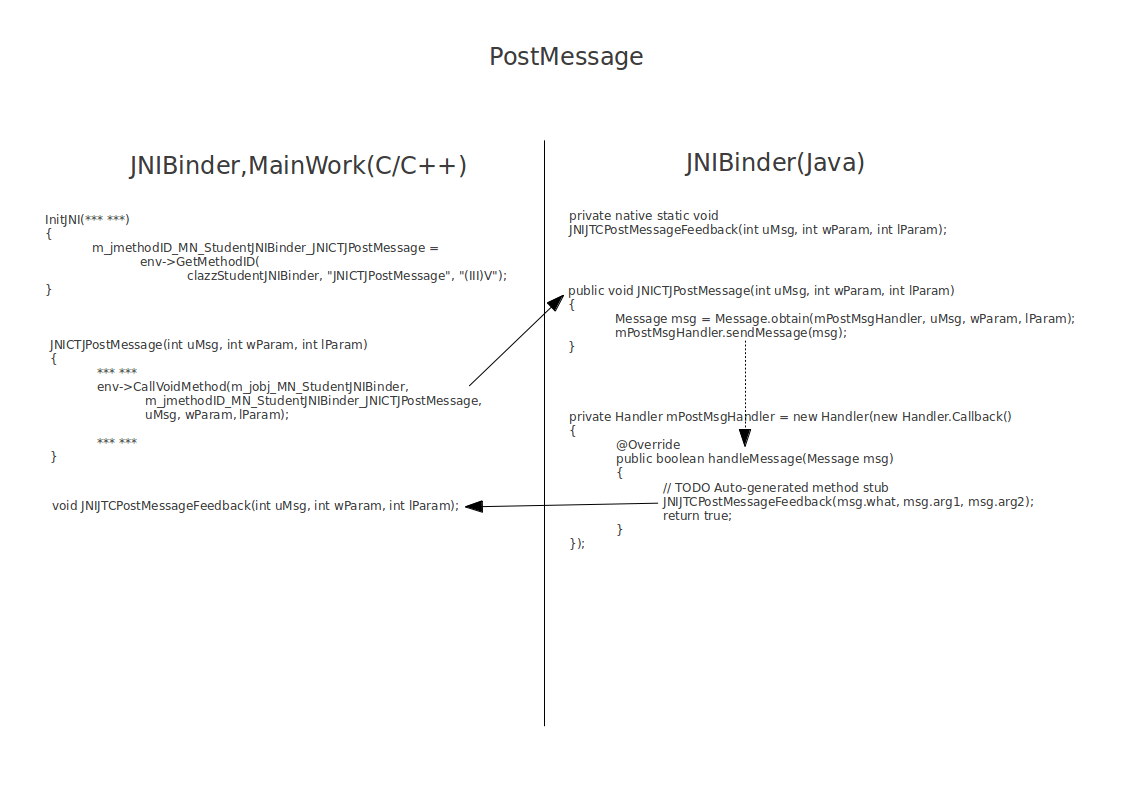 PostMessage
JNIBinder,MainWork(C/C++)
InitJNI(*** ***)
{
m_jmethodID_MN_StudentJNIBinder_JNICTJPostMessage =
env->GetMethodID(
clazzStudentJNIBinder, "JNICTJPostMessage", "(III)V");
}
JNICTJPostMessage(int uMsg, int wParam, int lParam)
{
*** ***
env->CallVoidMethod(m_jobj_MN_StudentJNIBinder,
m_jmethodID_MN_StudentJNIBinder_JNICTJPostMessage,
uMsg, wParam, lParam);
*** ***
}
void JNIJTCPostMessageFeedback(int uMsg, int wParam, int lParam);
JNIBinder(Java)
private native static void
JNIJTCPostMessageFeedback(int uMsg, int wParam, int lParam);
public void JNICTJPostMessage(int uMsg, int wParam, int lParam)
{
Message msg = Message.obtain(mPostMsgHandler, uMsg, wParam, lParam);
mPostMsgHandler.sendMessage(msg);
}
private Handler mPostMsgHandler = new Handler(new Handler.Callback()
{
@Override
public boolean handleMessage(Message msg)
{
// TODO Auto-generated method stub
JNIJTCPostMessageFeedback(msg.what, msg.arg1, msg.arg2);
return true;
}
});